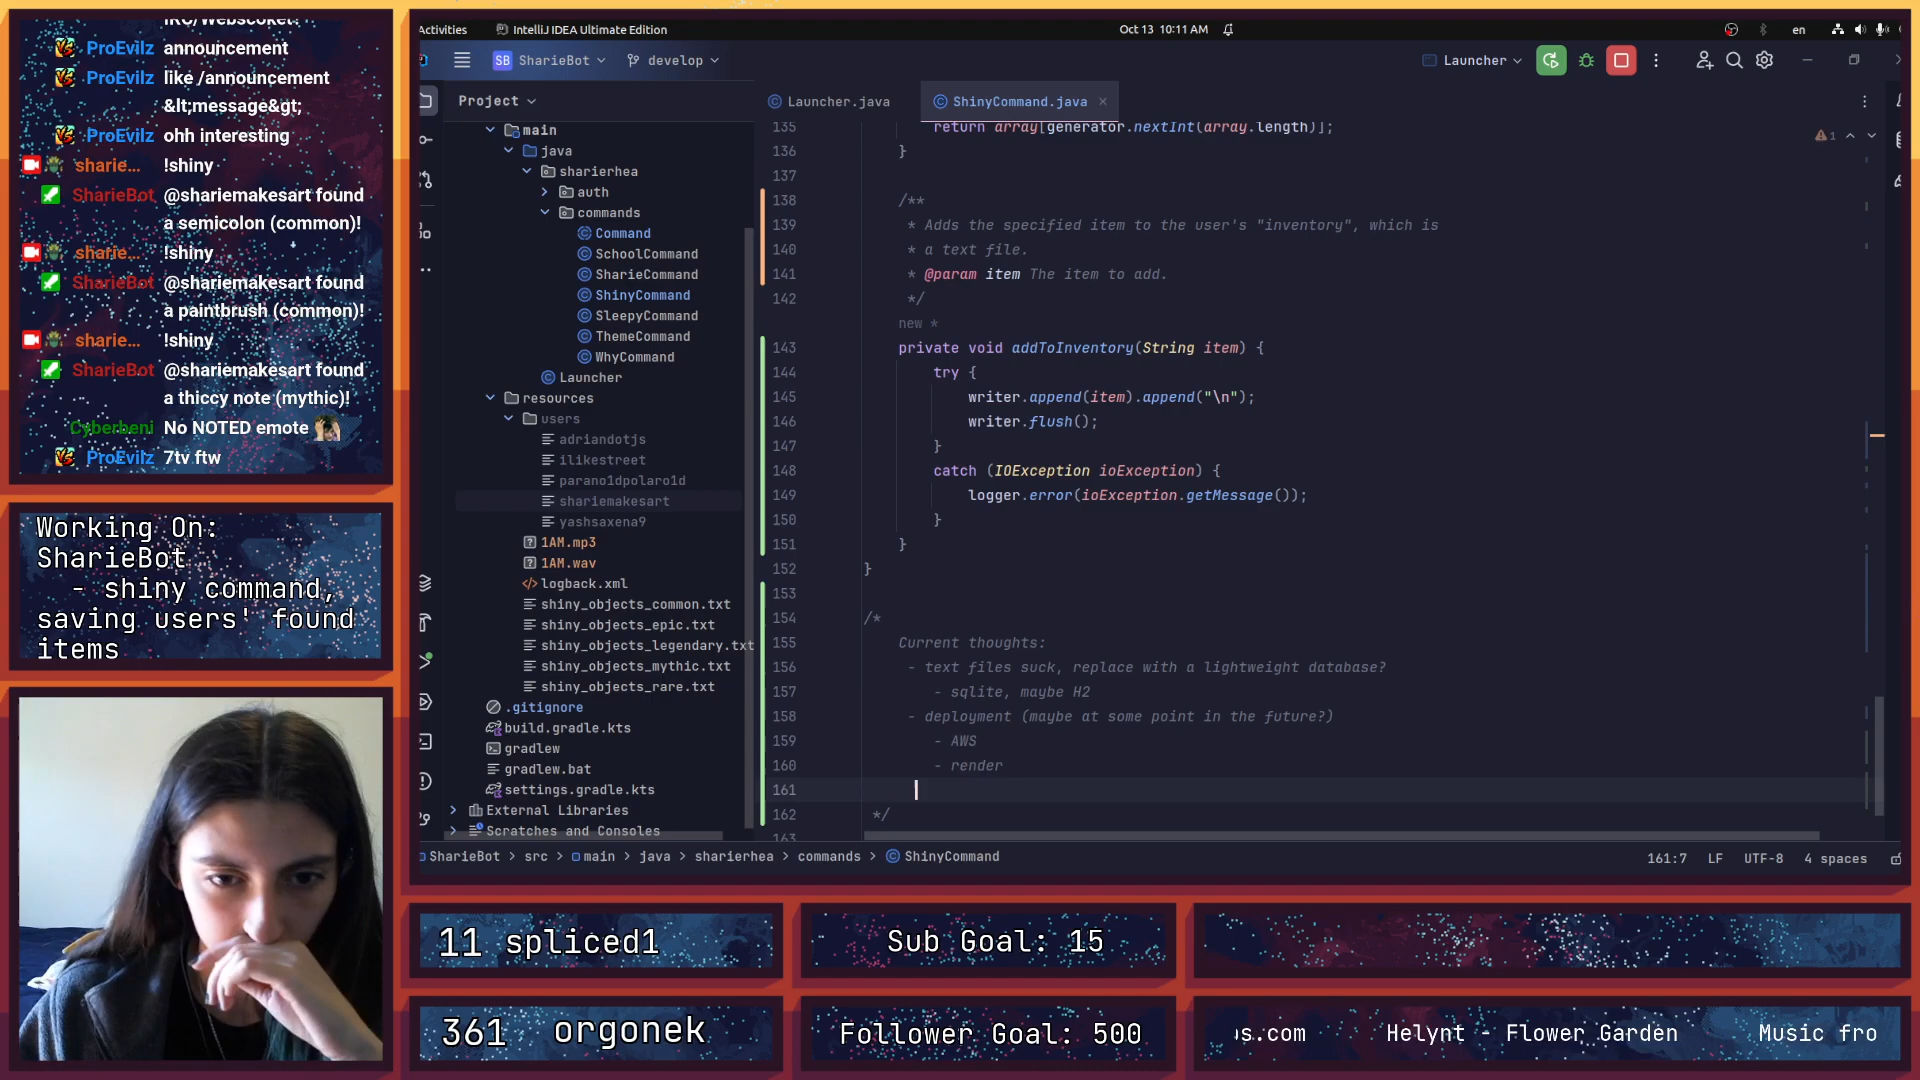 IRC/Webscoket.
ProEvilz announcement
ProEvilz like /announcement
&lt;message&gt;
ProEvilz ohh interesting
sharie... !shiny
SharieBot @shariemakesart found
a semicolon (common)!
sharie... !shiny
SharieBot @shariemakesart found
a paintbrush (common)!
sharie... !shiny
SharieBot @shariemakesart found
a thiccy note (mythic)!
Cyberbeni No NOTED emote
ProEvilz 7tv ftw
Working On:
SharieBot
- shiny command,
saving users' found
items
Activities
IntelliJ IDEA Ultimate Edition
Oct 13 10:11 AM
en
SB SharieBot
develop
Launcher
Project
main
java
sharierhea
auth
commands
Command
SchoolCommand
SharieCommand
ShinyCommand
SleepyCommand
ThemeCommand
WhyCommand
Launcher
resources
users
adriandotjs
ilikestreet
parano1dpolaro1d
shariemakesart
yashsaxena9
1AM.mp3
1AM.wav
logback.xml
shiny_objects_common.txt
shiny_objects_epic.txt
shiny_objects_legendary.txt
shiny_objects_mythic.txt
shiny_objects_rare.txt
.gitignore
build.gradle.kts
gradlew
gradlew.bat
settings.gradle.kts
External Libraries
Scratches and Consoles
Launcher.java
ShinyCommand.java
1
135 return array[generator.nextInt(array.length)];
136 }
137
138 /**
139 * Adds the specified item to the user's "inventory", which is
140 * a text file.
141 * @param item The item to add.
142 */
new *
143 private void addToInventory(String item) {
144 try {
145 writer.append(item).append("\n");
146 writer.flush();
147 }
148 catch (IOException ioException) {
149 logger.error(ioException.getMessage());
150 }
151 }
152 }
153
154 /*
155 Current thoughts:
156 - text files suck, replace with a lightweight database?
157 - sqlite, maybe H2
158 - deployment (maybe at some point in the future?)
159 - AWS
160 - render
161
162 */
163
SharieBot > src > main > java > sharierhea > commands > ShinyCommand
161:7 LF UTF-8 4 spaces
11 spliced1
Sub Goal: 15
361 orgonek
Follower Goal: 500
s.com Helynt - Flower Garden Music fro